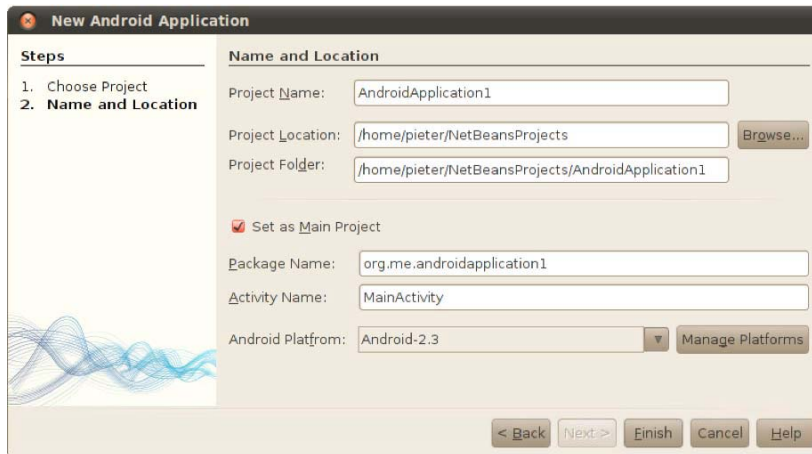 New Android Application
Steps
1. Choose Project
2. Name and Location
Name and Location
Project Name: AndroidApplication1
Project Location: /home/pieter/NetBeansProjects Browse...
Project Folder: /home/pieter/NetBeansProjects/AndroidApplication1
Set as Main Project
Package Name: org.me.androidapplication1
Activity Name: MainActivity
Android Platfrom: Android-2.3 Manage Platforms
< Back Next > Finish Cancel Help